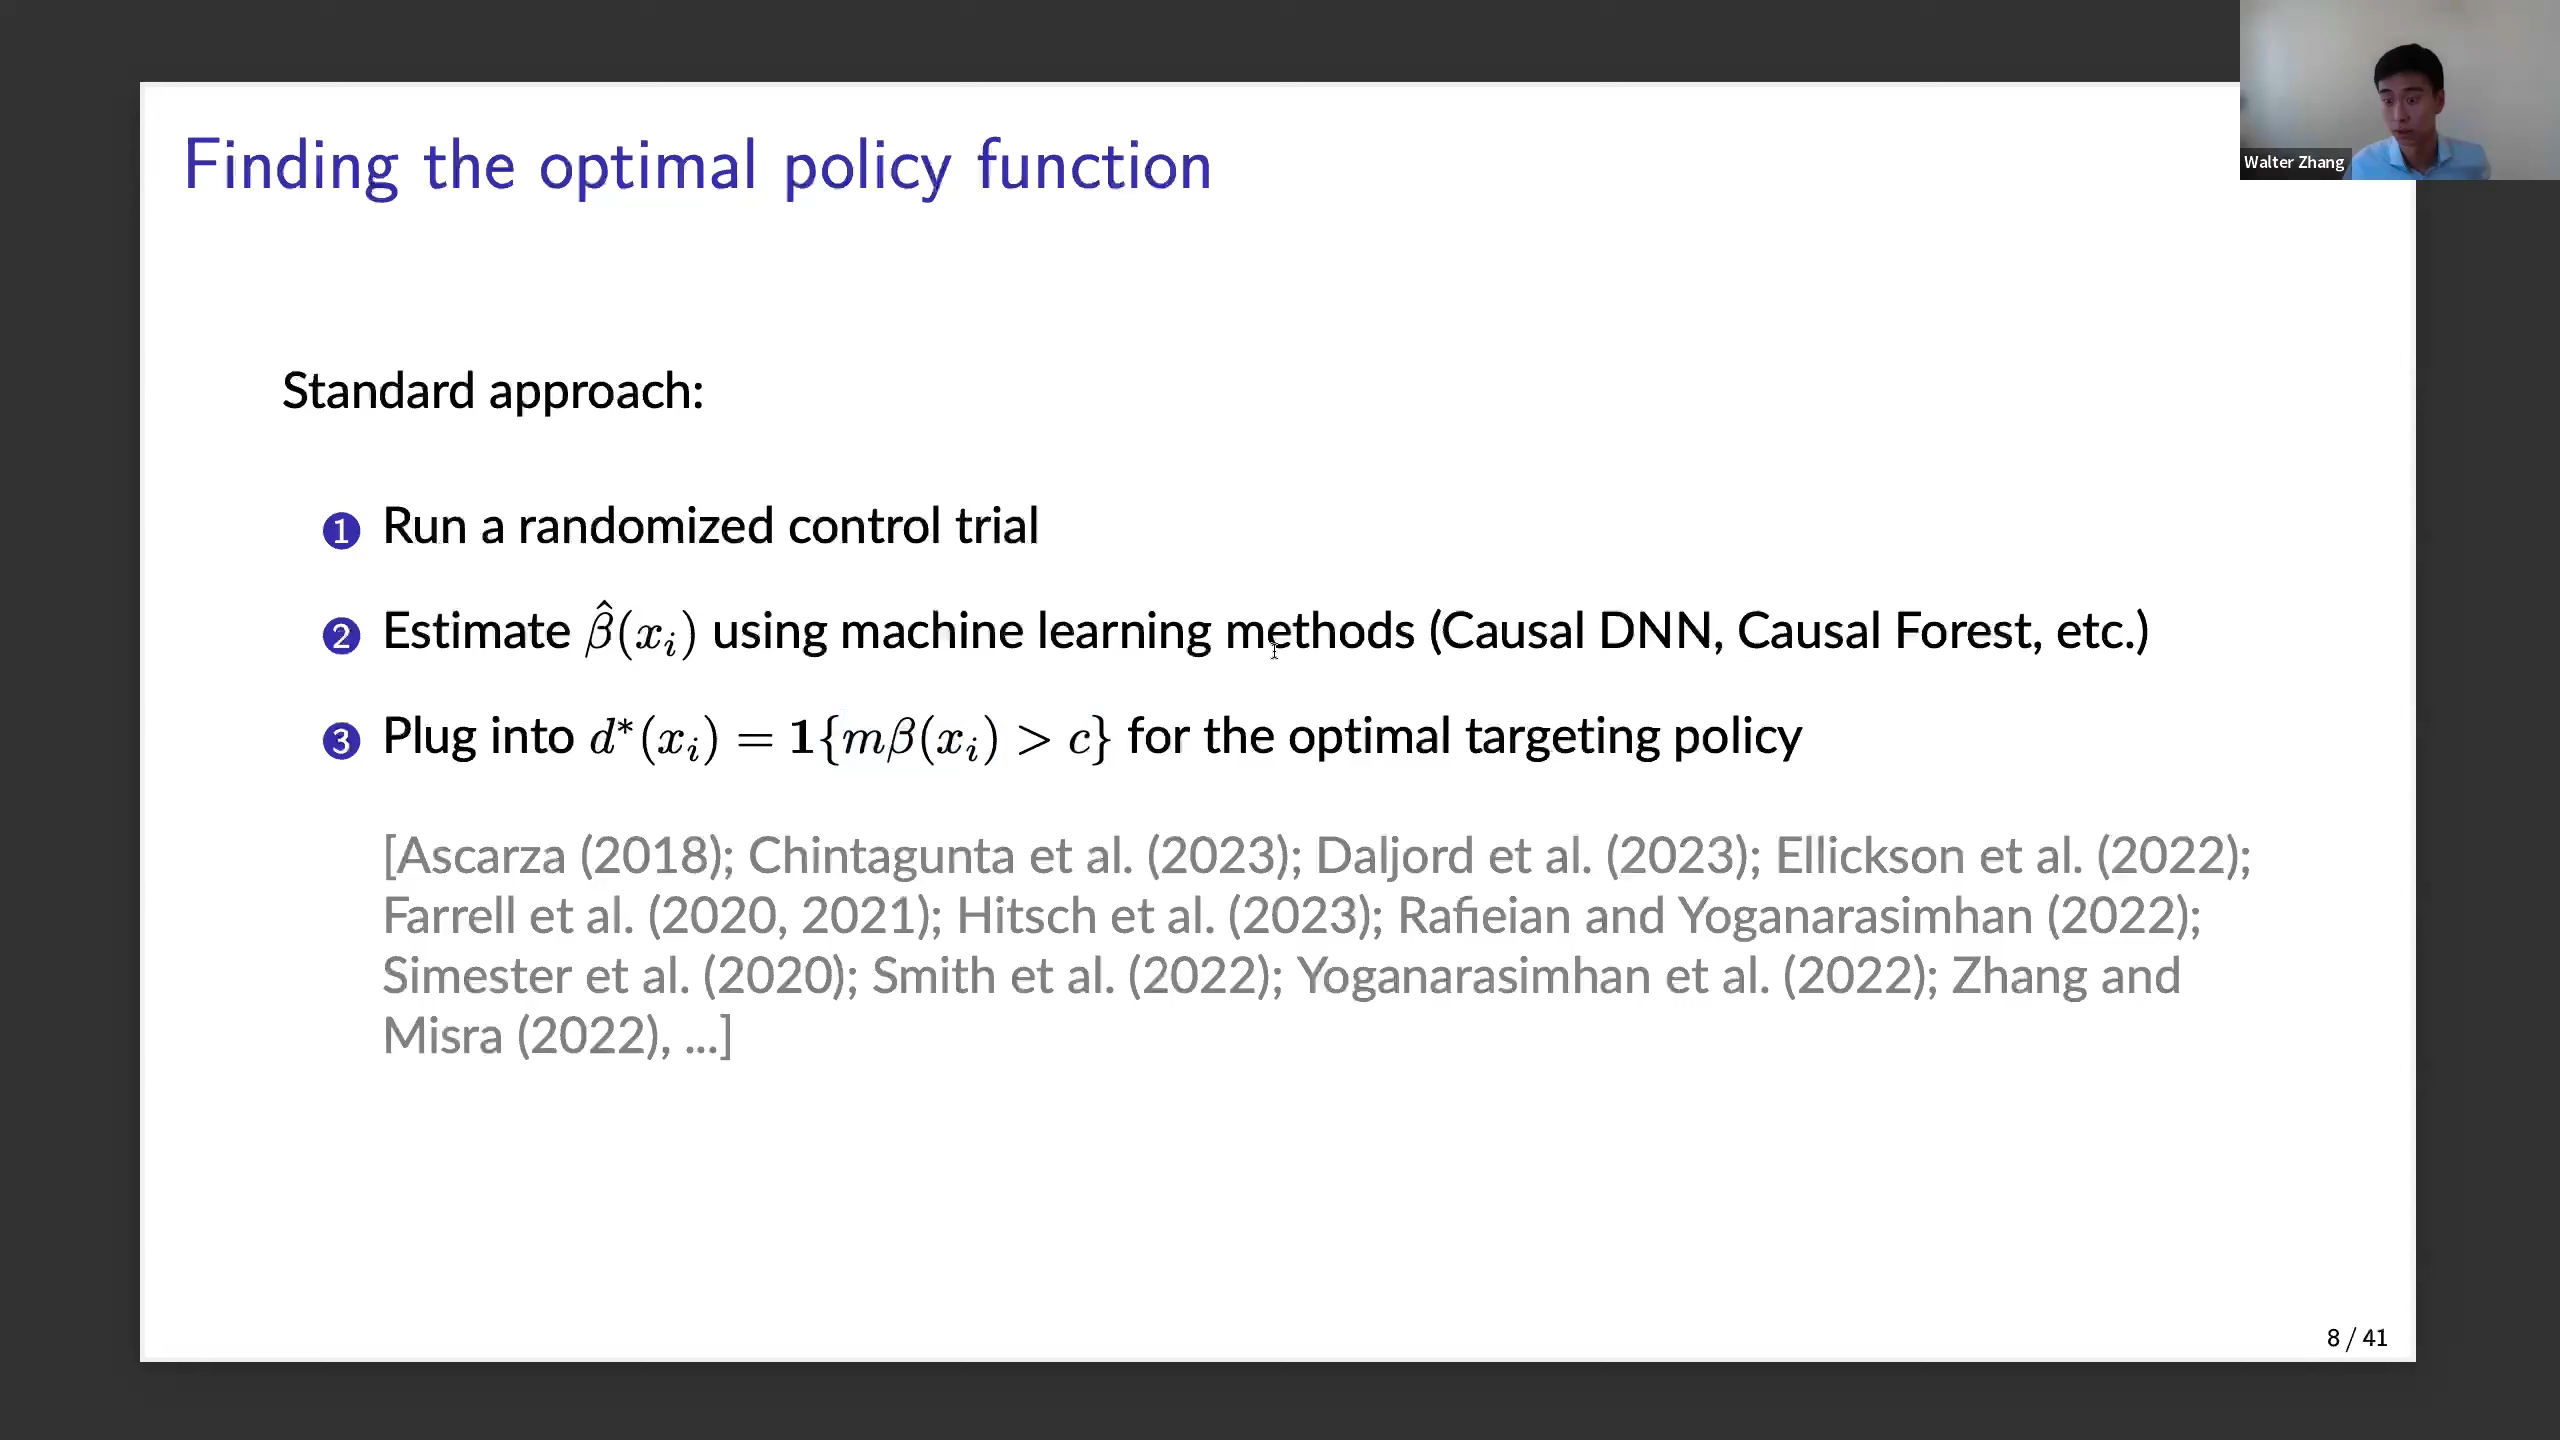 Finding the optimal policy function
Walter Zhang
Standard approach:
1 Run a randomized control trial
2 Estimate β̂(xᵢ) using machine learning methods (Causal DNN, Causal Forest, etc.)
3 Plug into d*(xᵢ) = 𝟏{mβ(xᵢ) > c} for the optimal targeting policy
[Ascarza (2018); Chintagunta et al. (2023); Daljord et al. (2023); Ellickson et al. (2022);
Farrell et al. (2020, 2021); Hitsch et al. (2023); Rafieian and Yoganarasimhan (2022);
Simester et al. (2020); Smith et al. (2022); Yoganarasimhan et al. (2022); Zhang and
Misra (2022), ...]
8 / 41